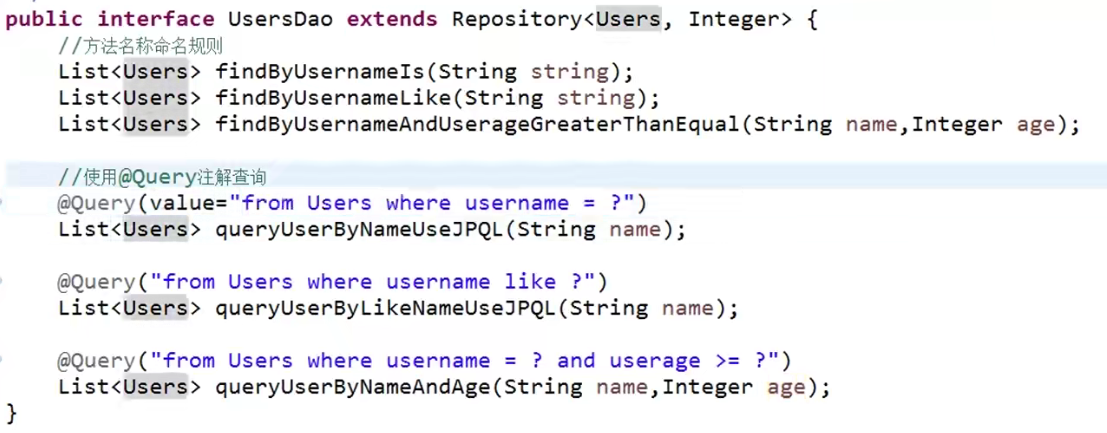 public interface UsersDao extends Repository<Users, Integer> {
//方法名称命名规则
List<Users> findByUsernameIs(String string);
List<Users> findByUsernameLike(String string);
List<Users> findByUsernameAndUserageGreaterThanEqual(String name,Integer age);
//使用@Query注解查询
@Query(value="from Users where username = ?")
List<Users> queryUserByNameUseJPQL(String name);
@Query("from Users where username like ?")
List<Users> queryUserByLikeNameUseJPQL(String name);
@Query("from Users where username = ? and userage >= ?")
List<Users> queryUserByNameAndAge(String name,Integer age);
}